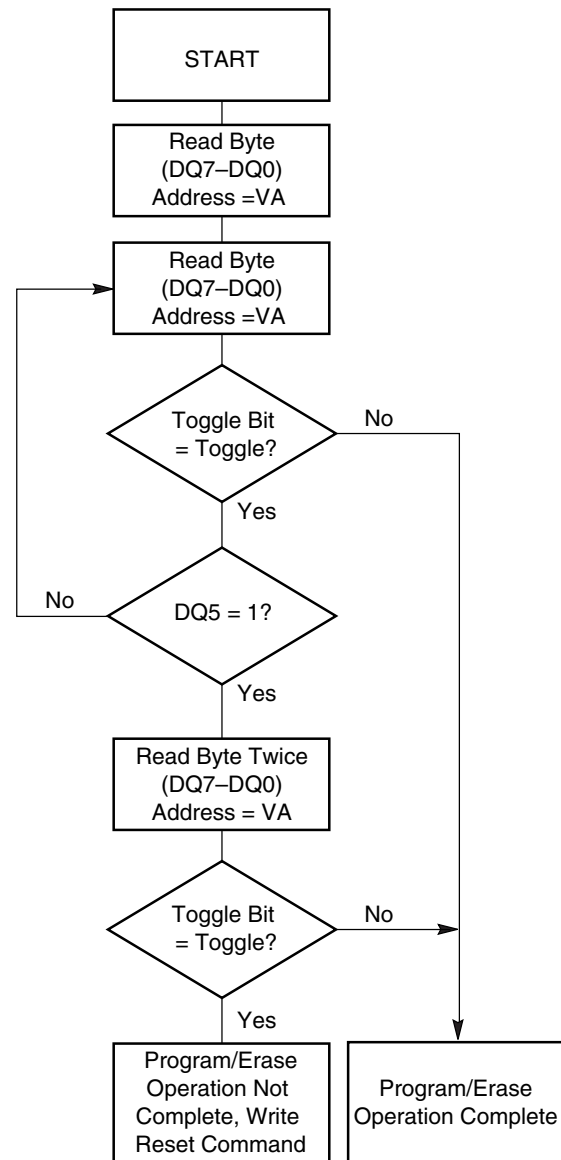 START
Read Byte
(DQ7–DQ0)
Address =VA
Read Byte
(DQ7–DQ0)
Address =VA
Toggle Bit
= Toggle?
No
Yes
No
DQ5 = 1?
Yes
Read Byte Twice
(DQ7–DQ0)
Address = VA
Toggle Bit
= Toggle?
No
Yes
Program/Erase
Operation Not
Complete, Write
Reset Command
Program/Erase
Operation Complete